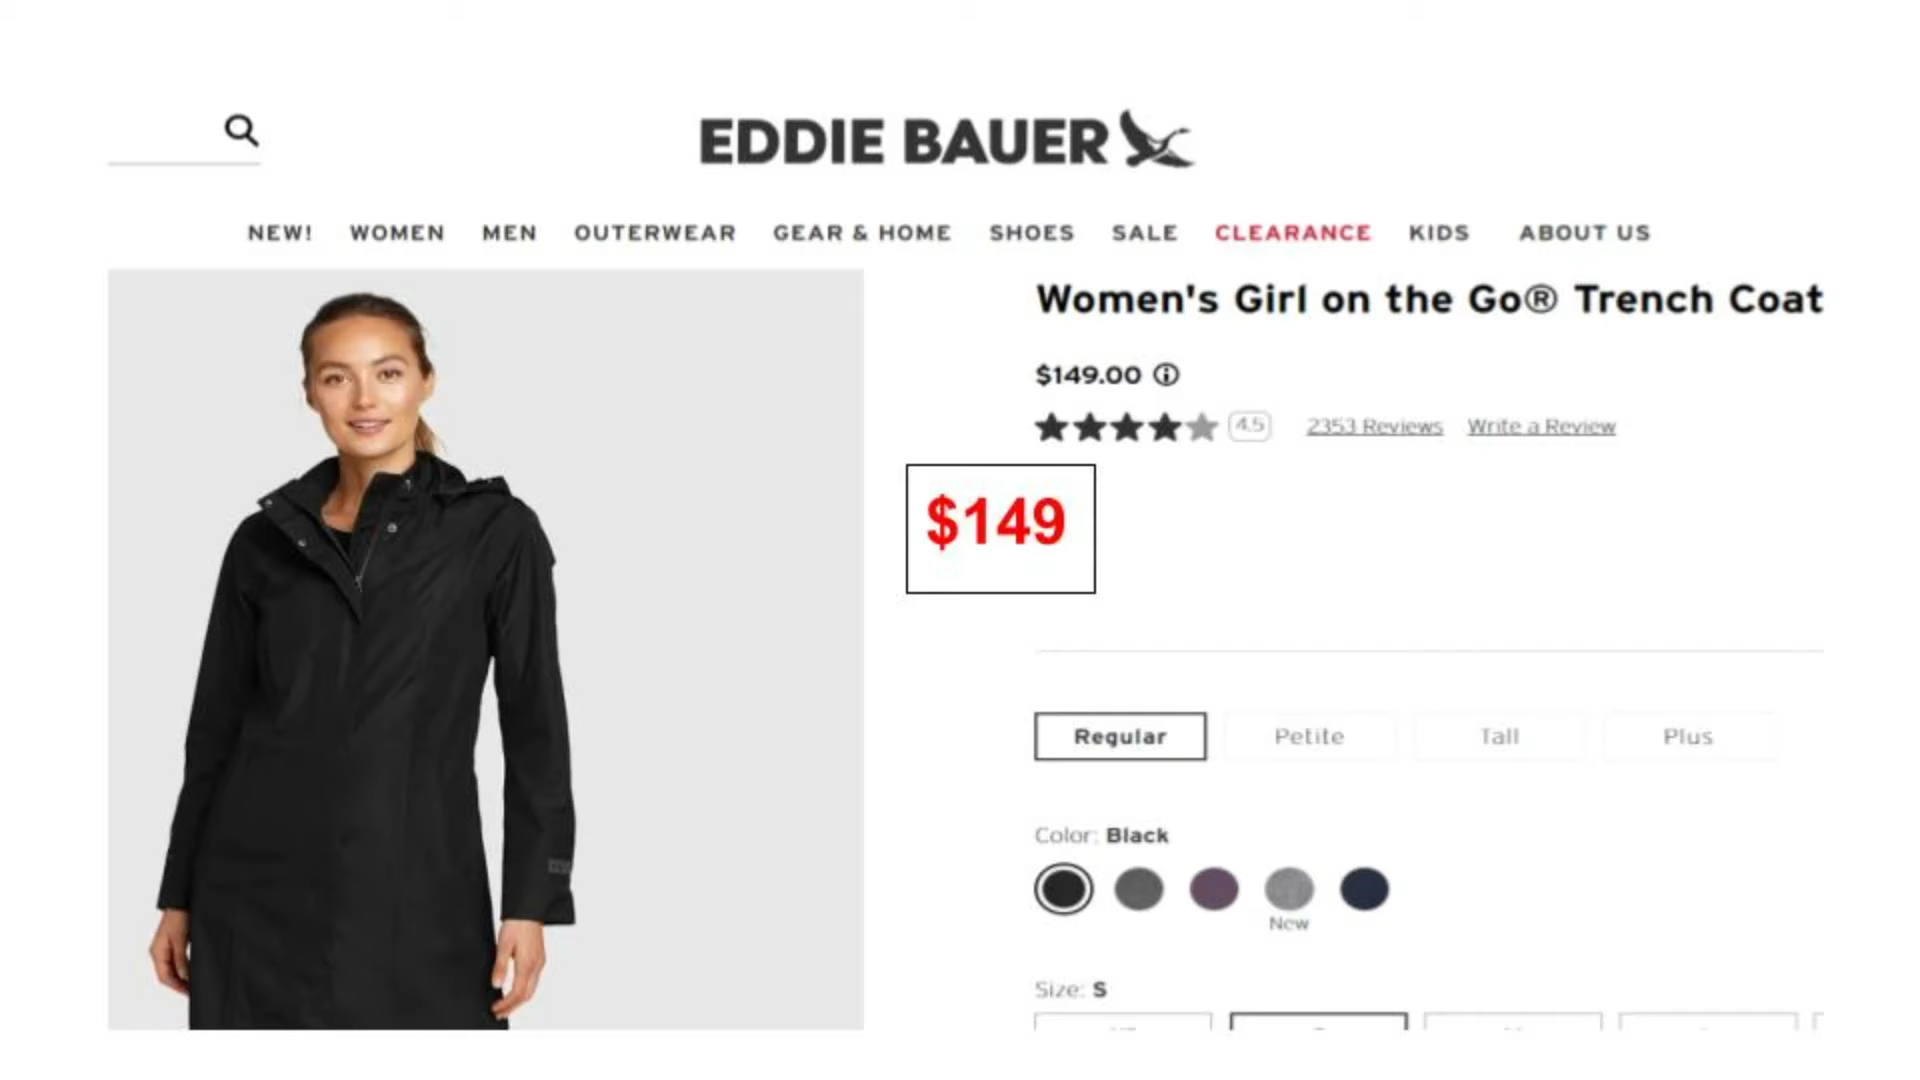 EDDIE BAUER
NEW! WOMEN MEN OUTERWEAR GEAR & HOME SHOES SALE CLEARANCE KIDS ABOUT US
Women's Girl on the Go® Trench Coat
$149.00
4.5 2353 Reviews Write a Review
$149
Regular Petite Tall Plus
Color: Black
New
Size: S